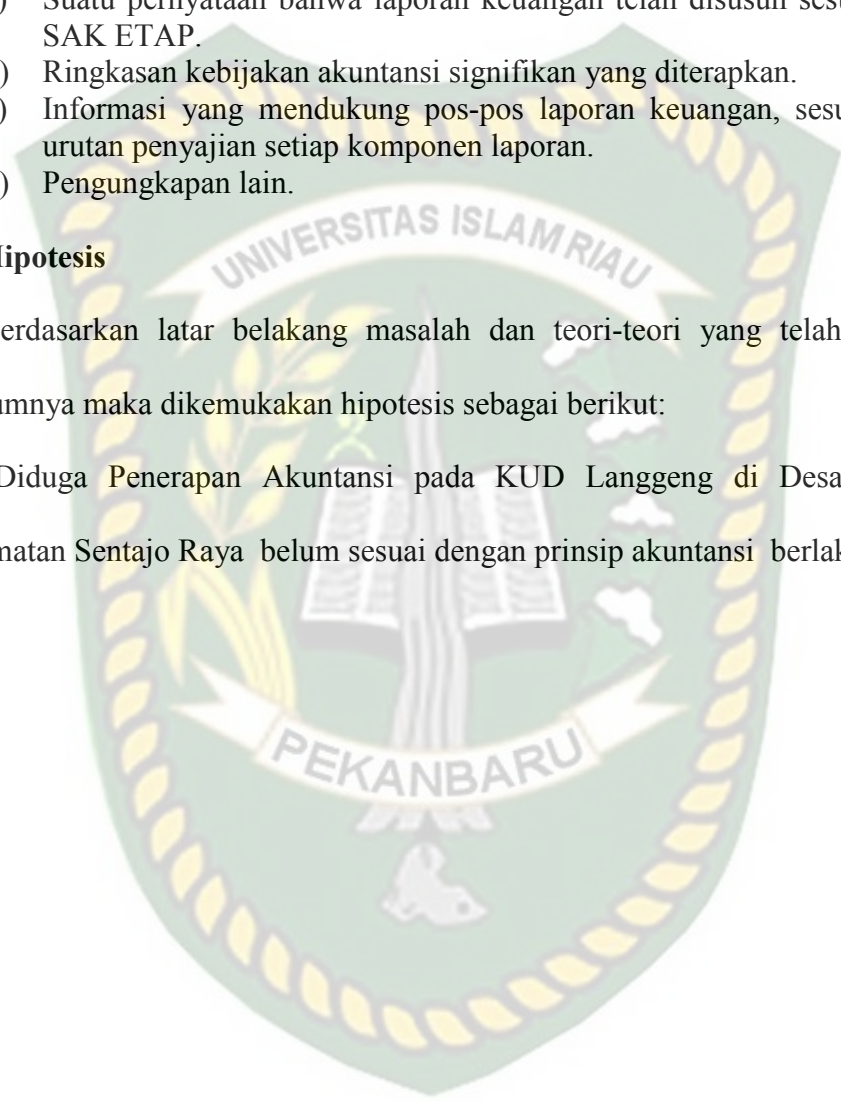 ) Suatu pernyataan bahwa laporan keuangan telah disusun
SAK ETAP.
) Ringkasan kebijakan akuntansi signifikan yang diterapkan.
) Informasi yang mendukung pos-pos laporan keuangan,
urutan penyajian setiap komponen laporan.
) Pengungkapan lain.
UNIVERSITAS ISLAM RIAU
Hipotesis
erdasarkan latar belakang masalah dan teori-teori yang telah
umnya maka dikemukakan hipotesis sebagai berikut:
Diduga Penerapan Akuntansi pada KUD Langgeng di Desa
matan Sentajo Raya belum sesuai dengan prinsip akuntansi
PEKANBARU